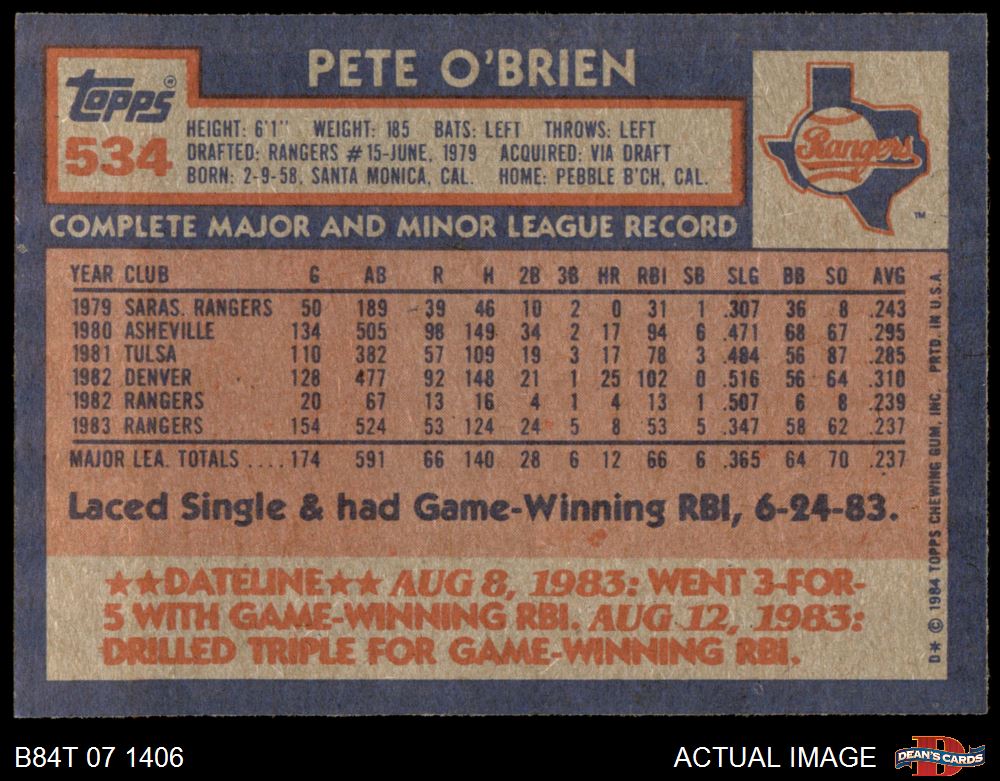 PETE O'BRIEN
Topps®
534
HEIGHT: 6'1" WEIGHT: 185 BATS: LEFT THROWS: LEFT
DRAFTED: RANGERS #15-JUNE, 1979 ACQUIRED: VIA DRAFT
BORN: 2-9-58, SANTA MONICA, CAL. HOME: PEBBLE B'CH, CAL.
Rangers
TM
COMPLETE MAJOR AND MINOR LEAGUE RECORD
YEAR CLUB G AB R H 2B 3B HR RBI SB SLG BB SO AVG
1979 SARAS. RANGERS 50 189 39 46 10 2 0 31 1 .307 36 8 .243
1980 ASHEVILLE 134 505 98 149 34 2 17 94 6 .471 68 67 .295
1981 TULSA 110 382 57 109 19 3 17 78 3 .484 56 87 .285
1982 DENVER 128 477 92 148 21 1 25 102 0 .516 56 64 .310
1982 RANGERS 20 67 13 16 4 1 4 13 1 .507 6 8 .239
1983 RANGERS 154 524 53 124 24 5 8 53 5 .347 58 62 .237
MAJOR LEA. TOTALS .... 174 591 66 140 28 6 12 66 6 .365 64 70 .237
Laced Single & had Game-Winning RBI, 6-24-83.
★★DATELINE★★ AUG 8, 1983: WENT 3-FOR-
5 WITH GAME-WINNING RBI. AUG 12, 1983:
DRILLED TRIPLE FOR GAME-WINNING RBI.
D✱ © 1984 TOPPS CHEWING GUM, INC. PRTD. IN U.S.A.
B84T 07 1406
ACTUAL IMAGE
D
DEAN'S CARDS